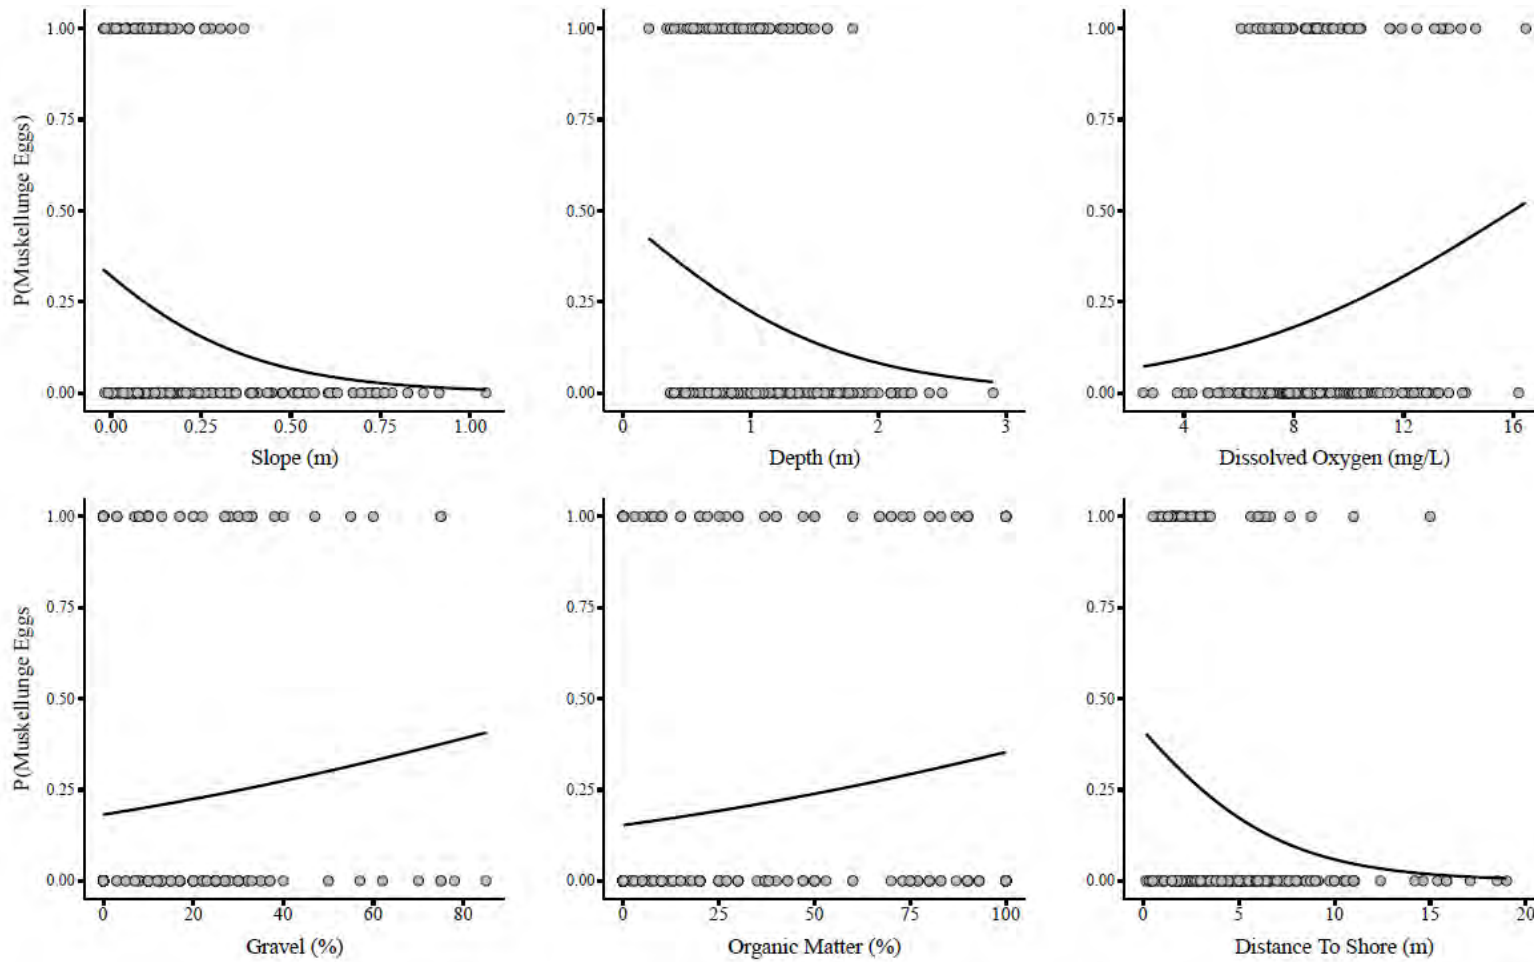 P(Muskellunge Eggs)
1.00
0.75
0.50
0.25
0.00
0.00 0.25 0.50 0.75 1.00
Slope (m)
1.00
0.75
0.50
0.25
0.00
0 1 2 3
Depth (m)
1.00
0.75
0.50
0.25
0.00
4 8 12 16
Dissolved Oxygen (mg/L)
P(Muskellunge Eggs
1.00
0.75
0.50
0.25
0.00
0 20 40 60 80
Gravel (%)
1.00
0.75
0.50
0.25
0.00
0 25 50 75 100
Organic Matter (%)
1.00
0.75
0.50
0.25
0.00
0 5 10 15 20
Distance To Shore (m)